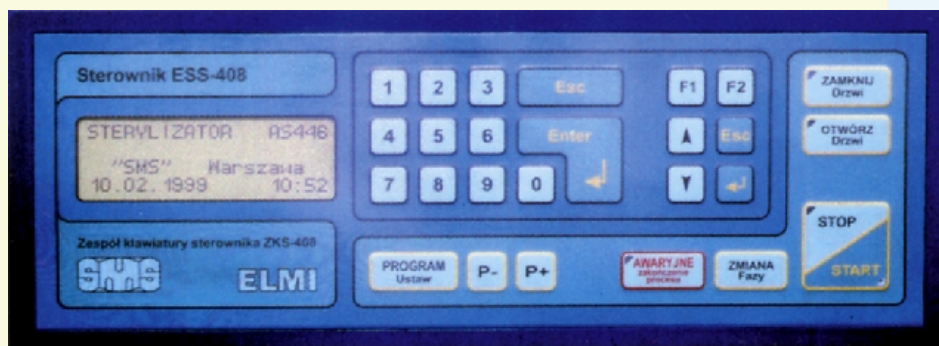 Sterownik ESS-408
STERYLIZATOR AS446
"SMS" Warszawa
10.02.1999 10:52
Zespół klawiatury sterownika ZKS-408
sms
ELMI
1 2 3 Esc
4 5 6 Enter
7 8 9 0
F1 F2
Esc
PROGRAM
Ustaw
P- P+
AWARYJNE
zakończenie
procesu
ZMIANA
Fazy
ZAMKNIJ
Drzwi
OTWÓRZ
Drzwi
STOP
START